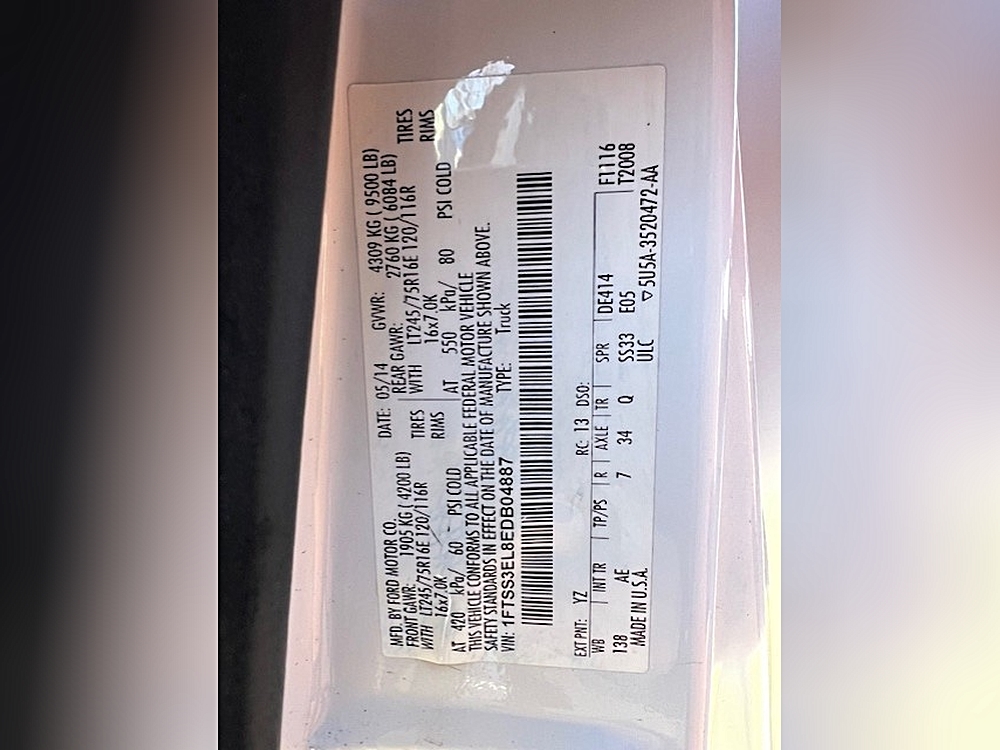 MFD. BY FORD MOTOR CO.
DATE: 05/14 GVWR: 4309 KG ( 9500 LB)
FRONT GAWR: 1905 KG ( 4200 LB) REAR GAWR: 2760 KG ( 6084 LB)
WITH LT245/75R16E 120/116R TIRES WITH LT245/75R16E 120/116R TIRES
16x7.0K RIMS 16x7.0K RIMS
AT 420 kPa/ 60 PSI COLD AT 550 kPa/ 80 PSI COLD
THIS VEHICLE CONFORMS TO ALL APPLICABLE FEDERAL MOTOR VEHICLE
SAFETY STANDARDS IN EFFECT ON THE DATE OF MANUFACTURE SHOWN ABOVE.
VIN: 1FTSS3EL8EDB04887 TYPE: Truck
EXT PNT: YZ RC: 13 DSO:
WB INT TR TP/PS R AXLE TR SPR DE414 F1116
138 AE 7 34 Q SS33 E05 T2008
MADE IN U.S.A. ULC ▽5U5A-3520472-AA